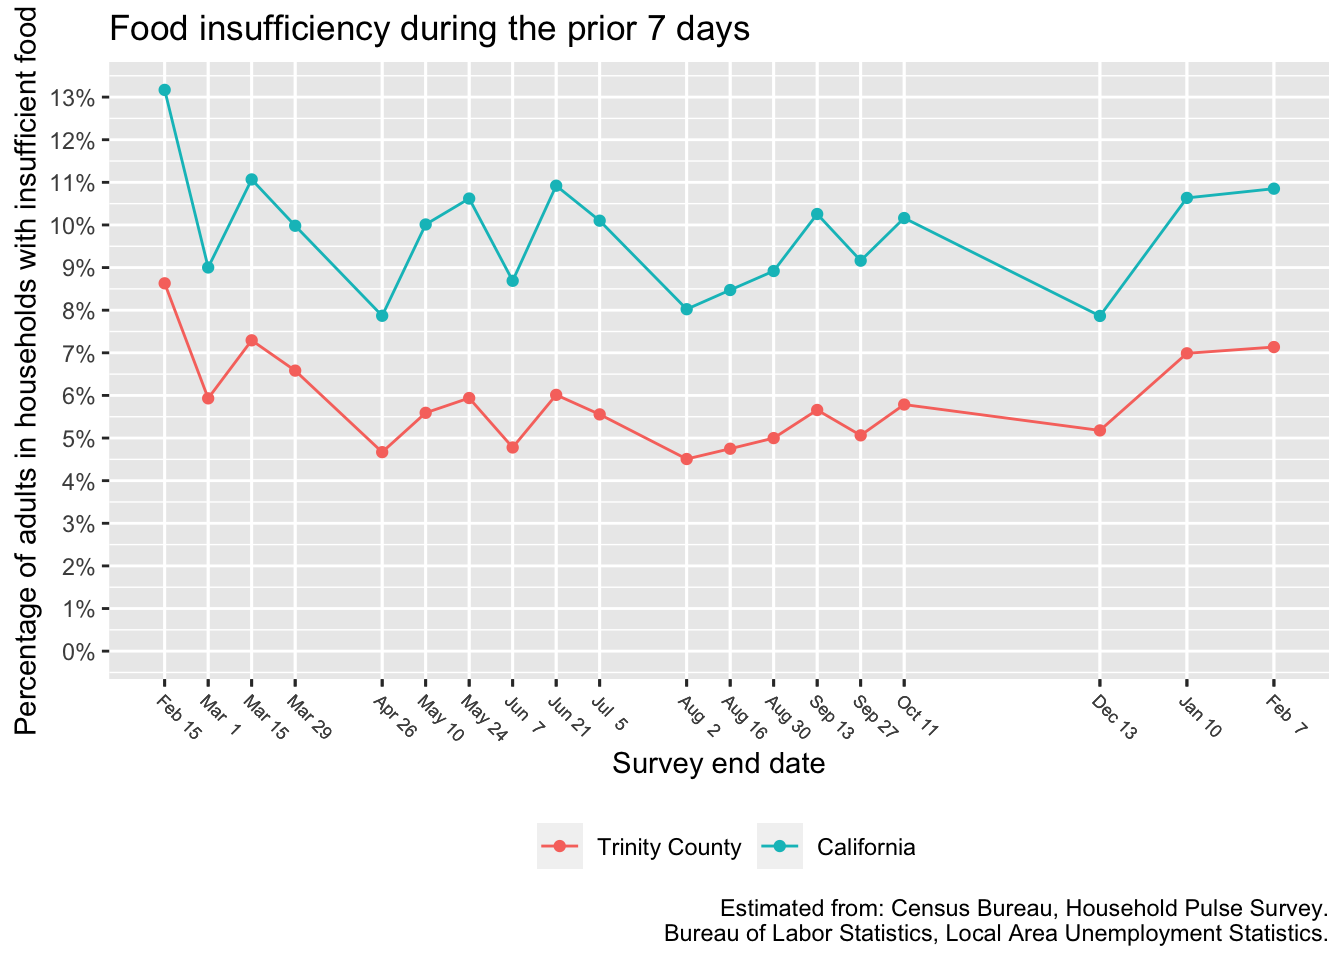 Food insufficiency during the prior 7 days
Percentage of adults in households with insufficient food
13%
12%
11%
10%
9%
8%
7%
6%
5%
4%
3%
2%
1%
0%
Feb 15
Mar 1
Mar 15
Mar 29
Apr 26
May 10
May 24
Jun 7
Jun 21
Jul 5
Aug 2
Aug 16
Aug 30
Sep 13
Sep 27
Oct 11
Dec 13
Jan 10
Feb 7
Survey end date
Trinity County
California
Estimated from: Census Bureau, Household Pulse Survey.
Bureau of Labor Statistics, Local Area Unemployment Statistics.